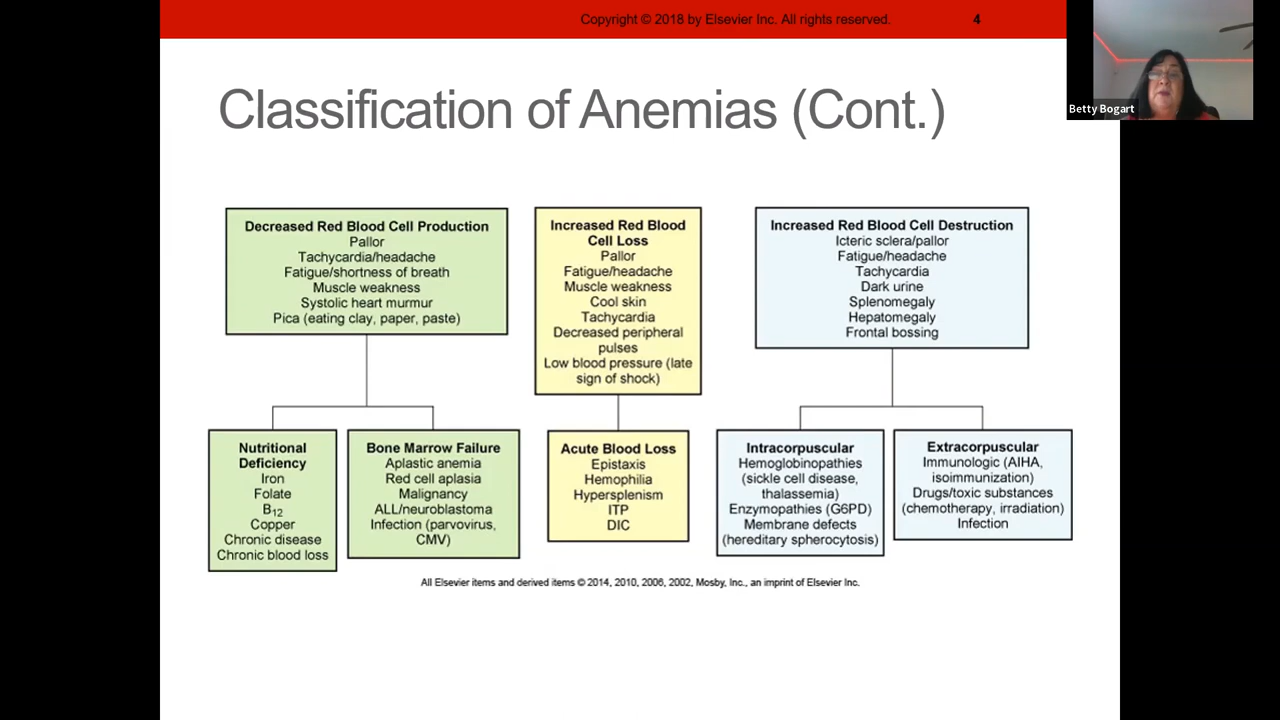 Copyright © 2018 by Elsevier Inc. All rights reserved.
4
Betty Bogart
Classification of Anemias (Cont.)
Decreased Red Blood Cell Production
Pallor
Tachycardia/headache
Fatigue/shortness of breath
Muscle weakness
Systolic heart murmur
Pica (eating clay, paper, paste)
Increased Red Blood
Cell Loss
Pallor
Fatigue/headache
Muscle weakness
Cool skin
Tachycardia
Decreased peripheral
pulses
Low blood pressure (late
sign of shock)
Increased Red Blood Cell Destruction
Icteric sclera/pallor
Fatigue/headache
Tachycardia
Dark urine
Splenomegaly
Hepatomegaly
Frontal bossing
Nutritional
Deficiency
Iron
Folate
B12
Copper
Chronic disease
Chronic blood loss
Bone Marrow Failure
Aplastic anemia
Red cell aplasia
Malignancy
ALL/neuroblastoma
Infection (parvovirus,
CMV)
Acute Blood Loss
Epistaxis
Hemophilia
Hypersplenism
ITP
DIC
Intracorpuscular
Hemoglobinopathies
(sickle cell disease,
thalassemia)
Enzymopathies (G6PD)
Membrane defects
(hereditary spherocytosis)
Extracorpuscular
Immunologic (AIHA,
isoimmunization)
Drugs/toxic substances
(chemotherapy, irradiation)
Infection
All Elsevier items and derived items © 2014, 2010, 2006, 2002, Mosby, Inc., an imprint of Elsevier Inc.